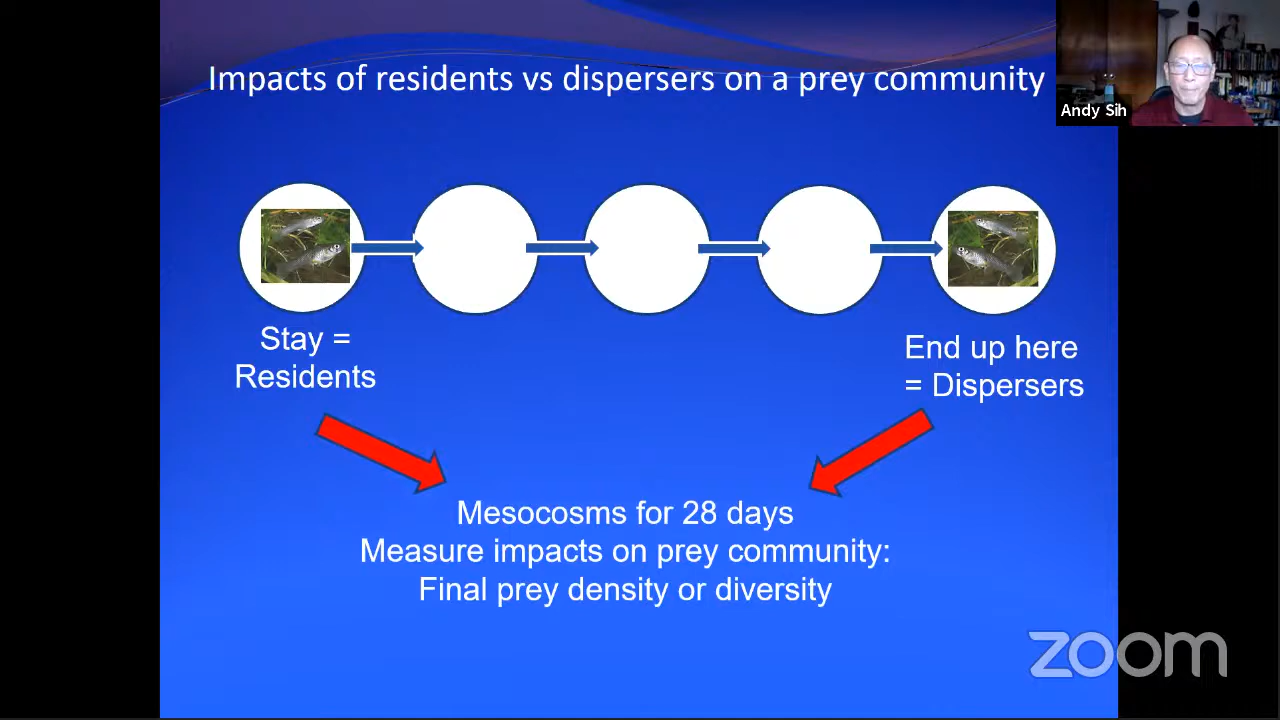 Impacts of residents vs dispersers on a prey community
Andy Sih
Stay =
Residents
End up here
= Dispersers
Mesocosms for 28 days
Measure impacts on prey community:
Final prey density or diversity
zoom